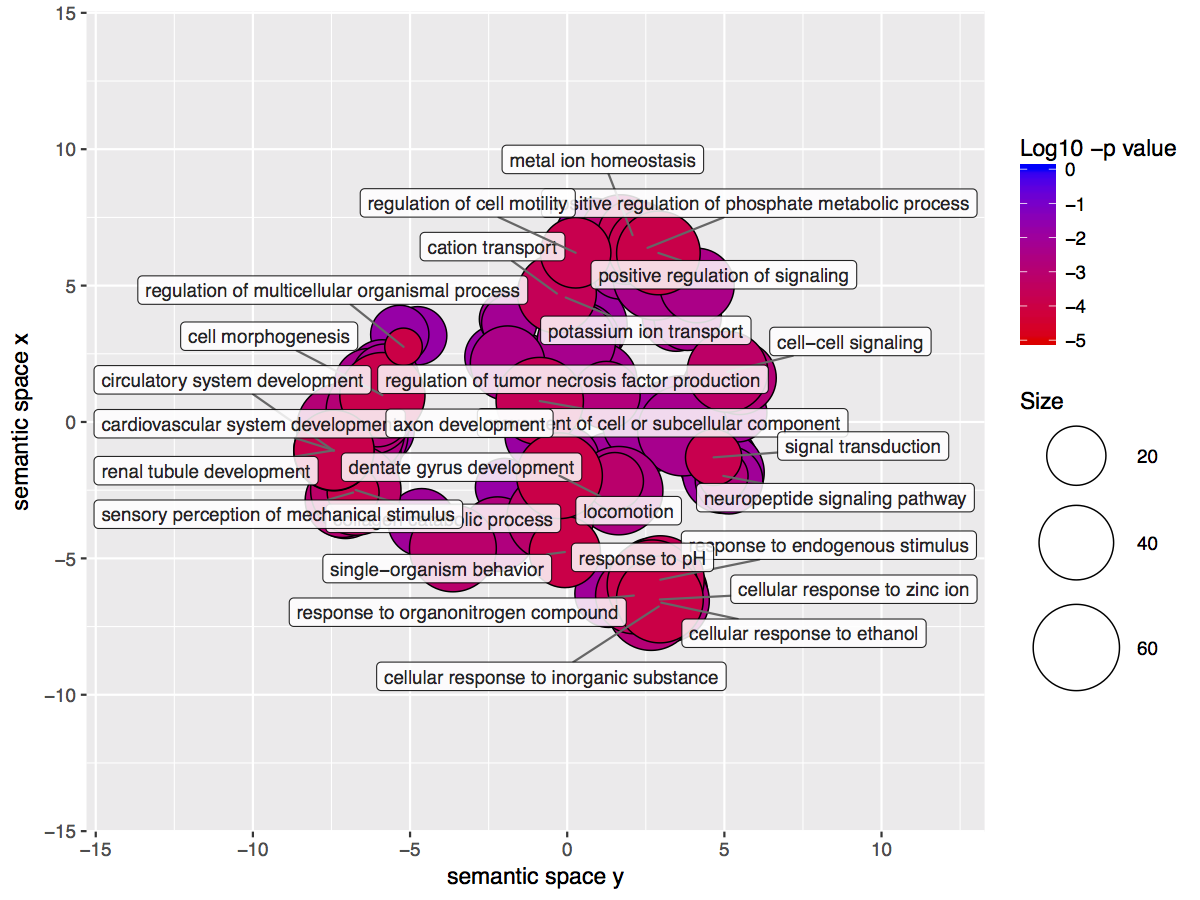 15
10
5
0
−5
−10
−15
semantic space x
metal ion homeostasis
regulation of cell motility
sitive regulation of phosphate metabolic process
cation transport
positive regulation of signaling
regulation of multicellular organismal process
potassium ion transport
cell morphogenesis
cell−cell signaling
circulatory system development
regulation of tumor necrosis factor production
cardiovascular system developmen
axon development
ent of cell or subcellular component
signal transduction
renal tubule development
dentate gyrus development
neuropeptide signaling pathway
sensory perception of mechanical stimulus
collagen catabolic process
locomotion
response to endogenous stimulus
response to pH
single−organism behavior
cellular response to zinc ion
response to organonitrogen compound
cellular response to ethanol
cellular response to inorganic substance
−15
−10
−5
0
5
10
semantic space y
Log10 −p value
0
−1
−2
−3
−4
−5
Size
20
40
60